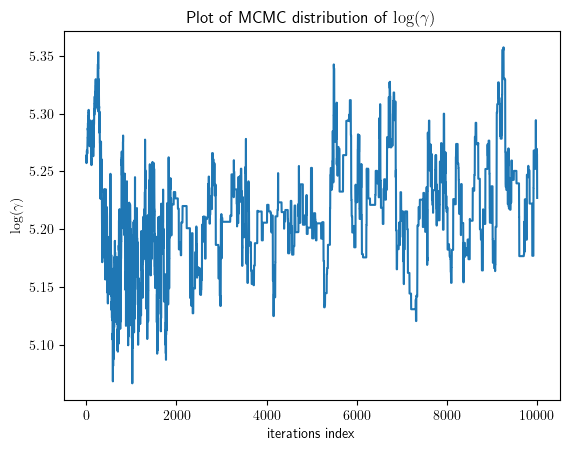 Plot of MCMC distribution of log(γ)
5.35
5.30
5.25
5.20
5.15
5.10
log(γ)
0 2000 4000 6000 8000 10000
iterations index